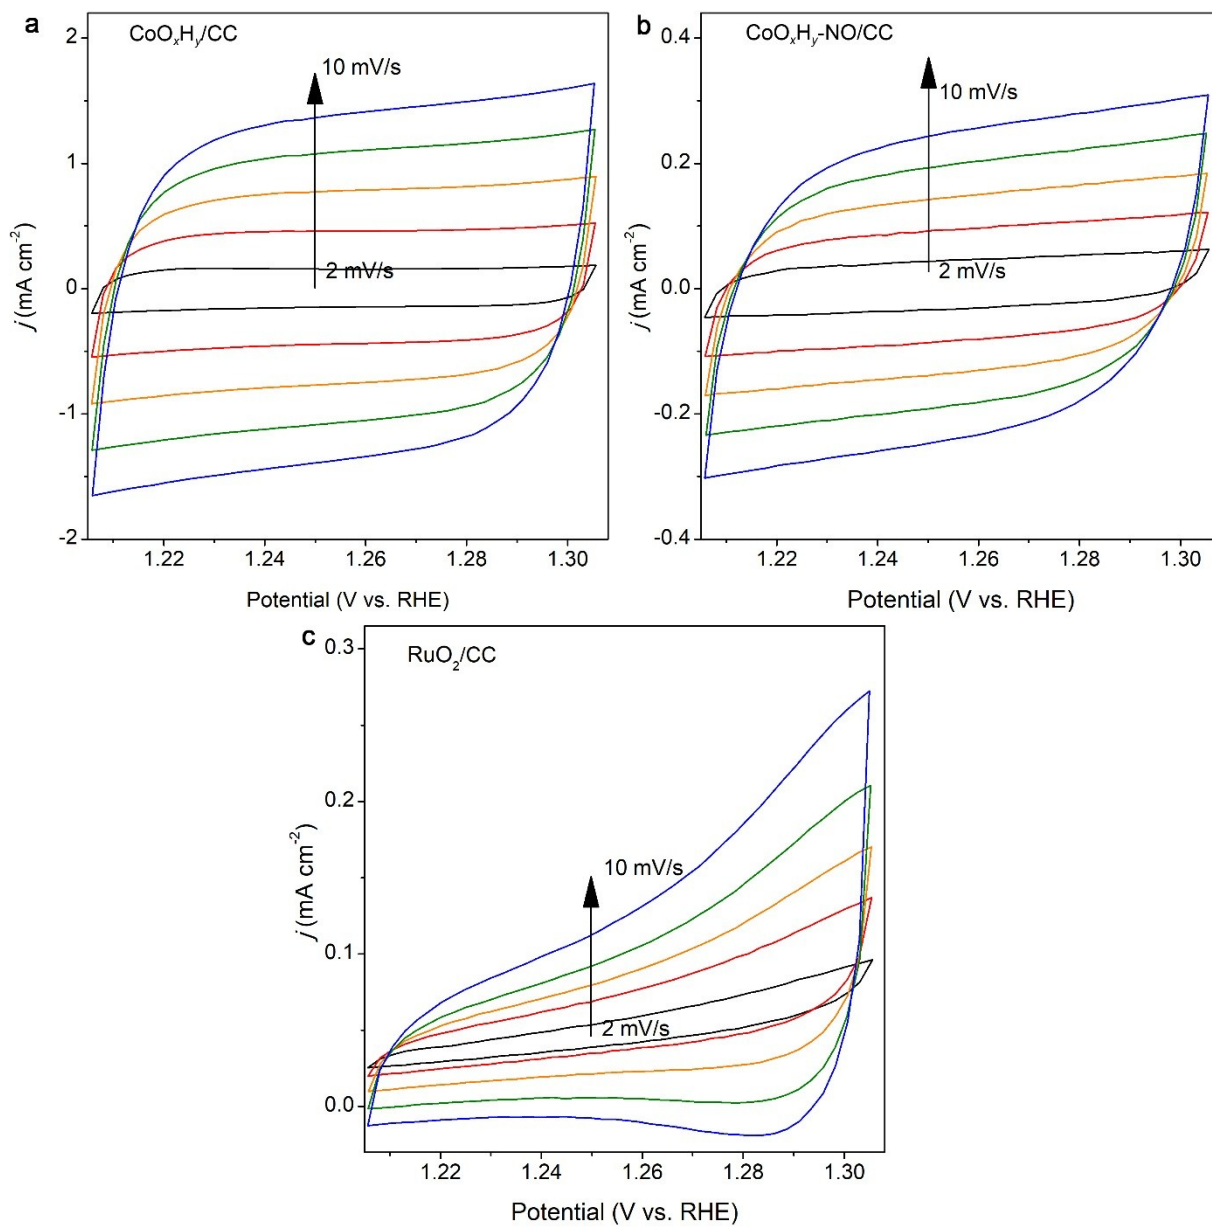 a
CoOxHy/CC
10 mV/s
2 mV/s
2
1
0
-1
-2
j (mA cm⁻²)
1.22 1.24 1.26 1.28 1.30
Potential (V vs. RHE)
b
CoOxHy-NO/CC
10 mV/s
2 mV/s
0.4
0.2
0.0
-0.2
-0.4
j (mA cm⁻²)
1.22 1.24 1.26 1.28 1.30
Potential (V vs. RHE)
c
RuO₂/CC
10 mV/s
2 mV/s
0.3
0.2
0.1
0.0
j (mA cm⁻²)
1.22 1.24 1.26 1.28 1.30
Potential (V vs. RHE)